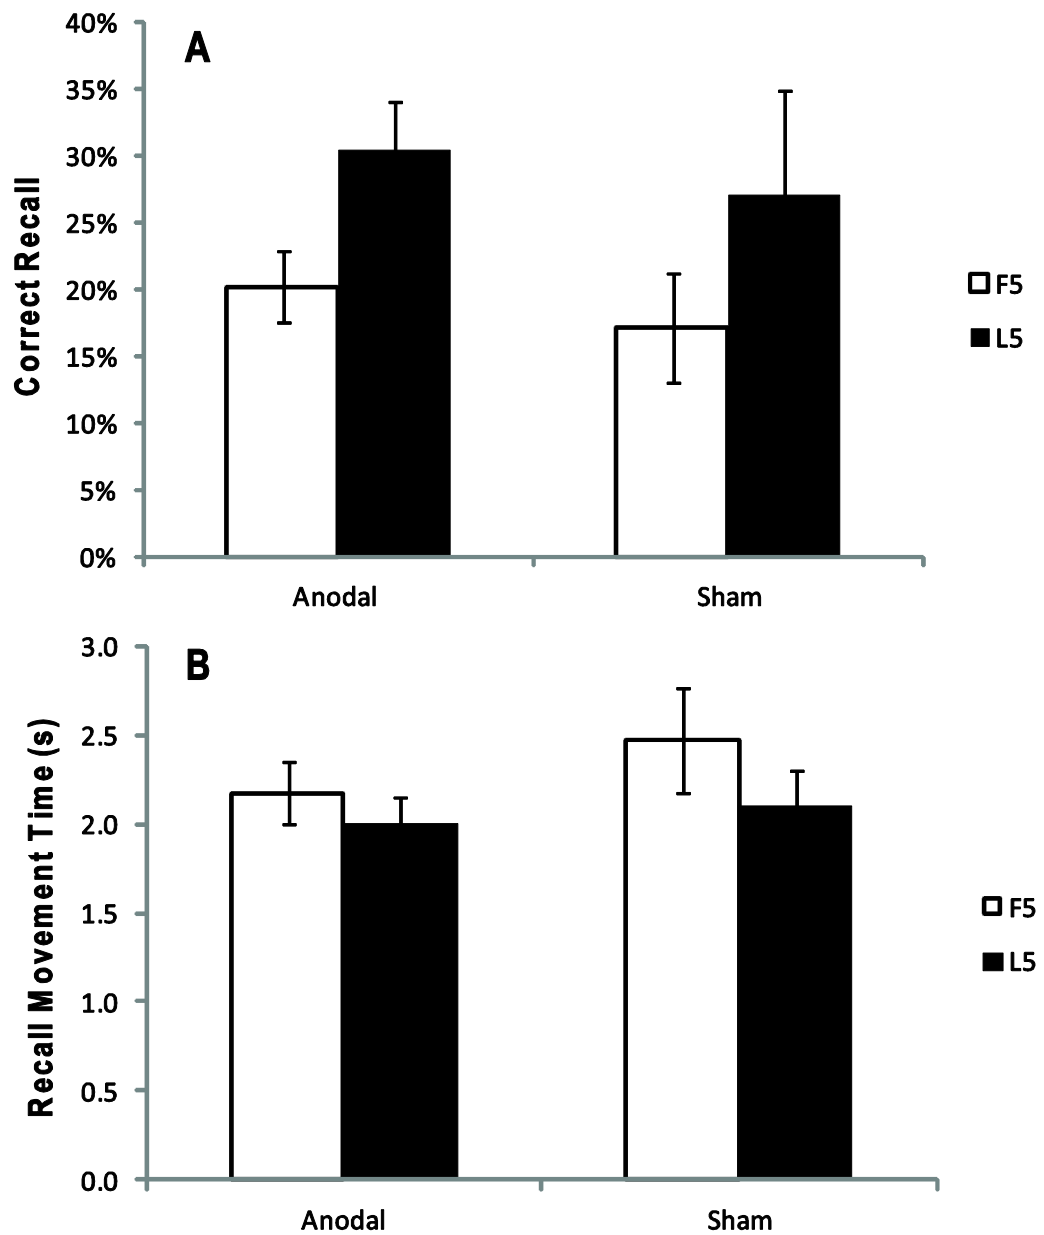 A
40%
35%
30%
25%
20%
15%
10%
5%
0%
Correct Recall
Anodal
Sham
F5
L5
B
3.0
2.5
2.0
1.5
1.0
0.5
0.0
Recall Movement Time (s)
Anodal
Sham
F5
L5